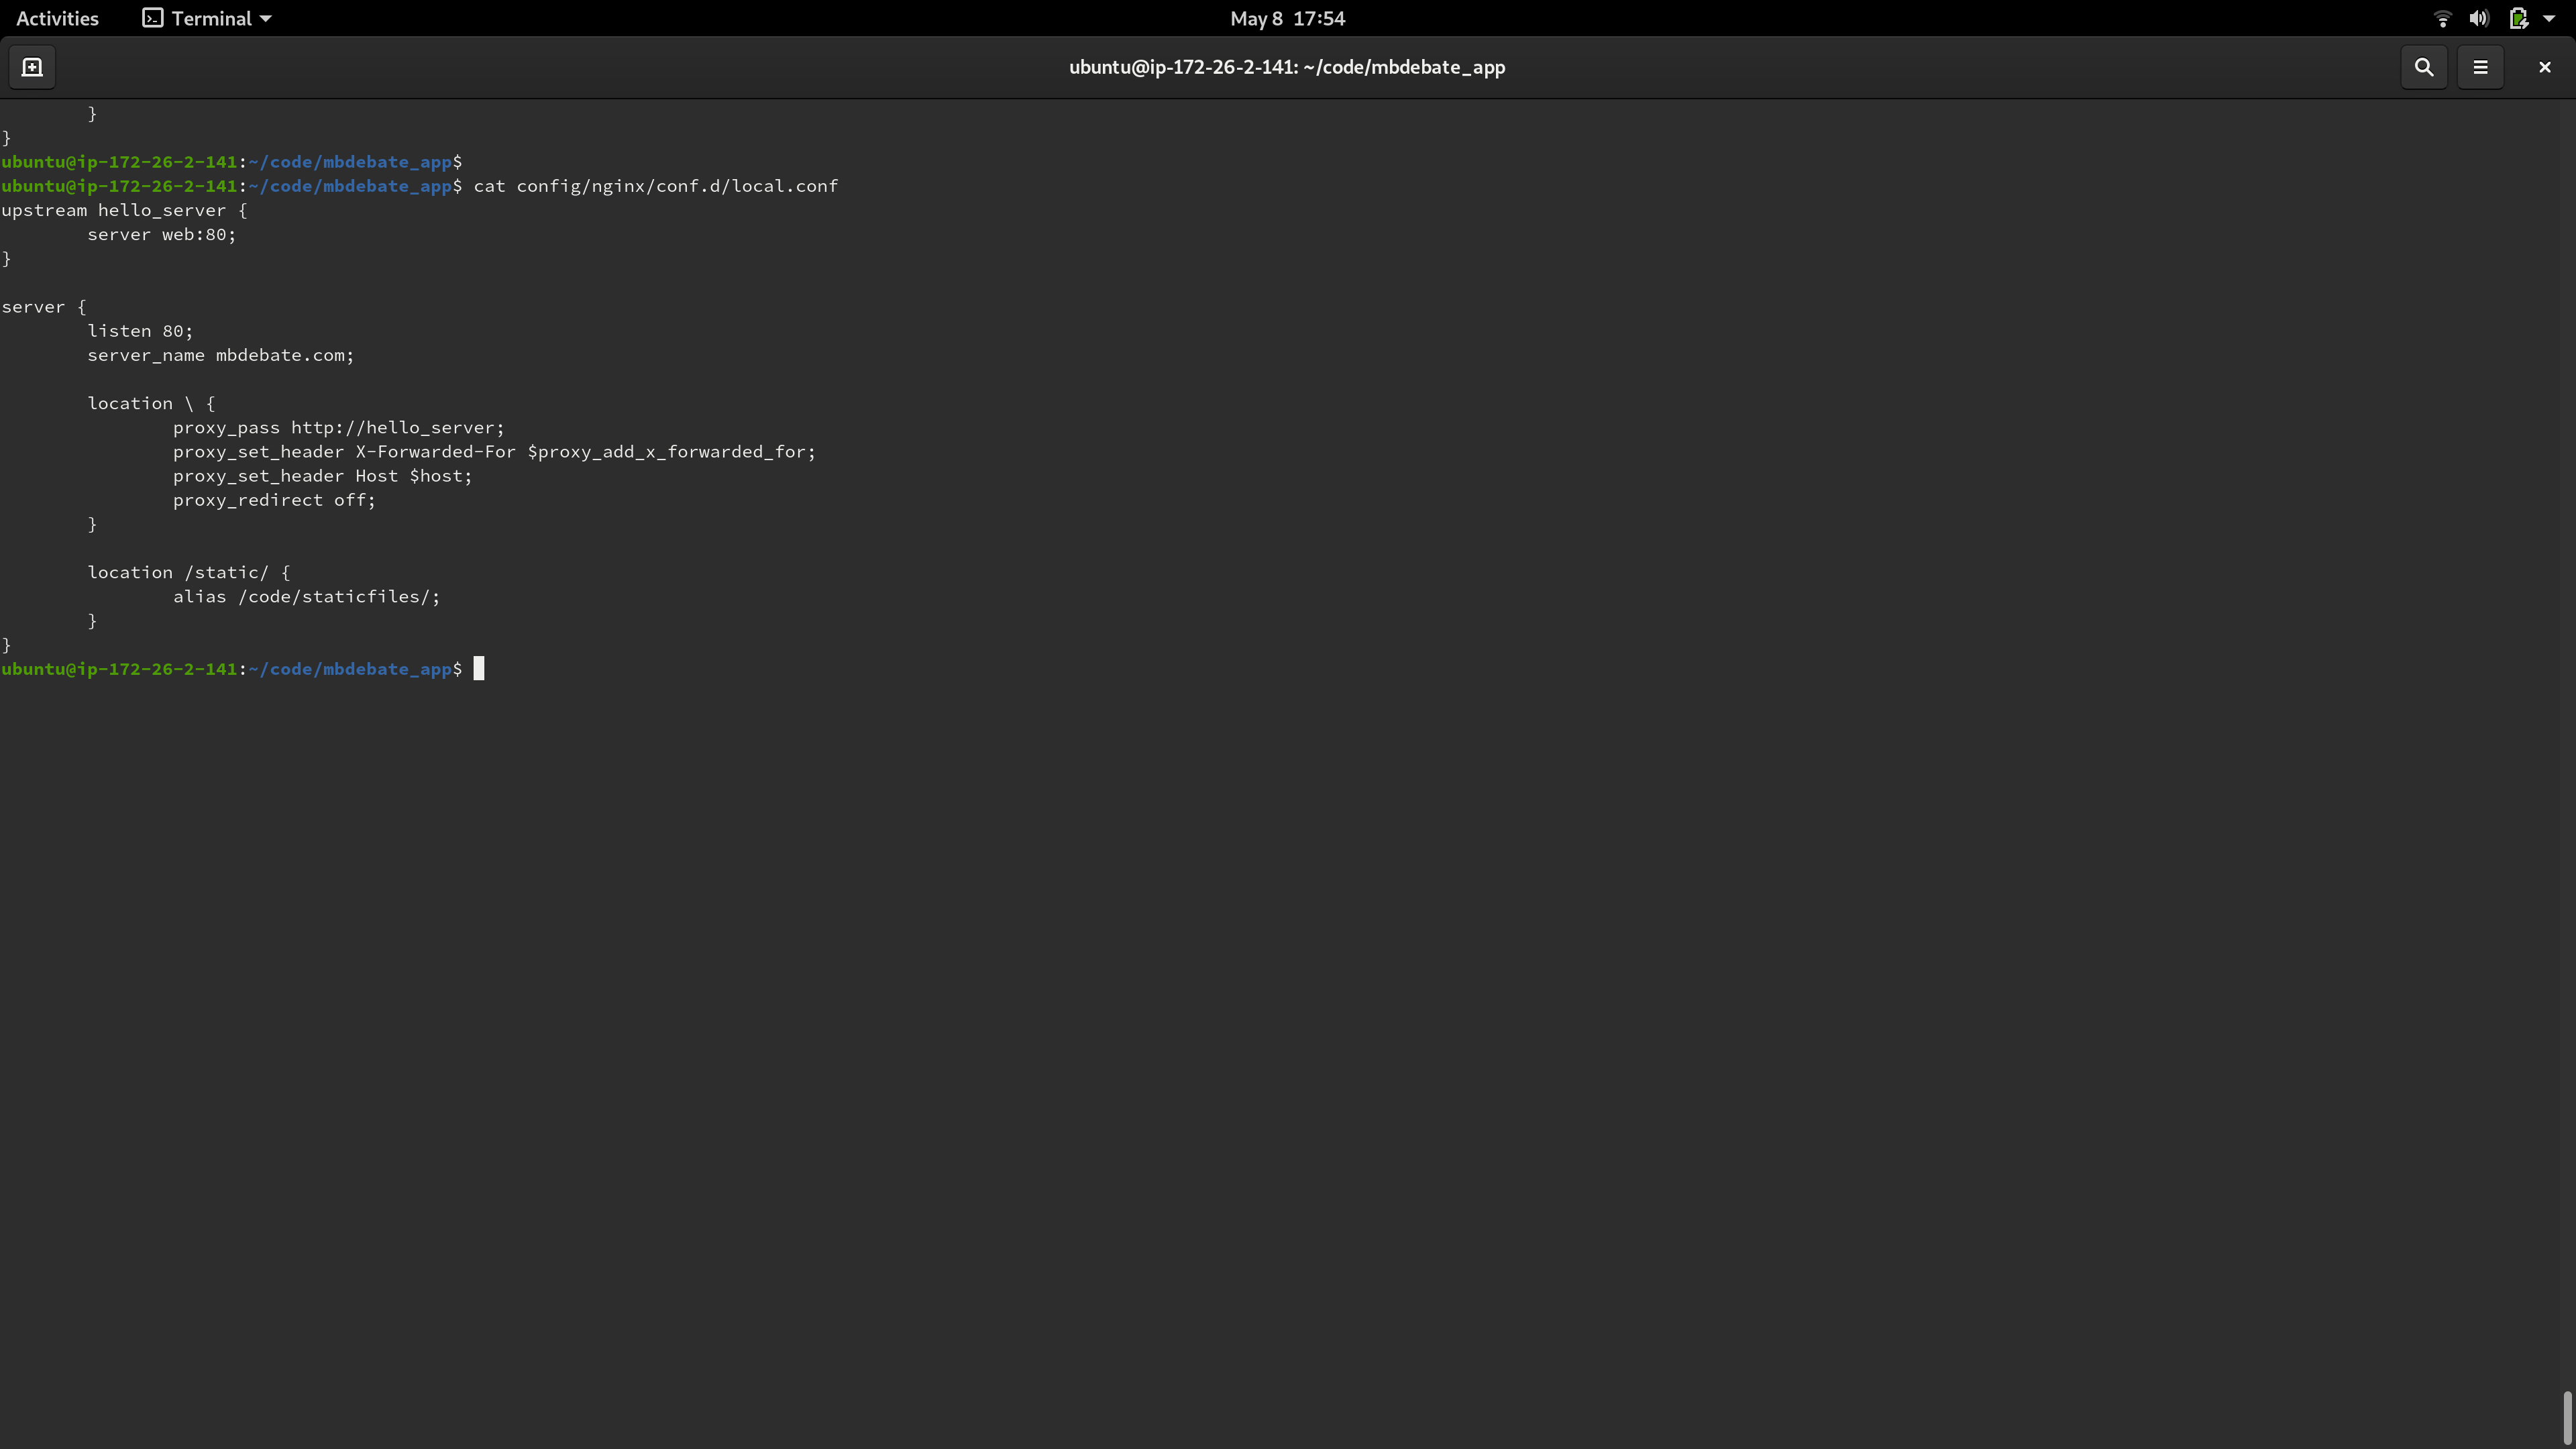 Activities
Terminal
May 8 17:54
ubuntu@ip-172-26-2-141: ~/code/mbdebate_app
        }
}
ubuntu@ip-172-26-2-141:~/code/mbdebate_app$
ubuntu@ip-172-26-2-141:~/code/mbdebate_app$ cat config/nginx/conf.d/local.conf
upstream hello_server {
        server web:80;
}
server {
        listen 80;
        server_name mbdebate.com;
        location \ {
                proxy_pass http://hello_server;
                proxy_set_header X-Forwarded-For $proxy_add_x_forwarded_for;
                proxy_set_header Host $host;
                proxy_redirect off;
        }
        location /static/ {
                alias /code/staticfiles/;
        }
}
ubuntu@ip-172-26-2-141:~/code/mbdebate_app$